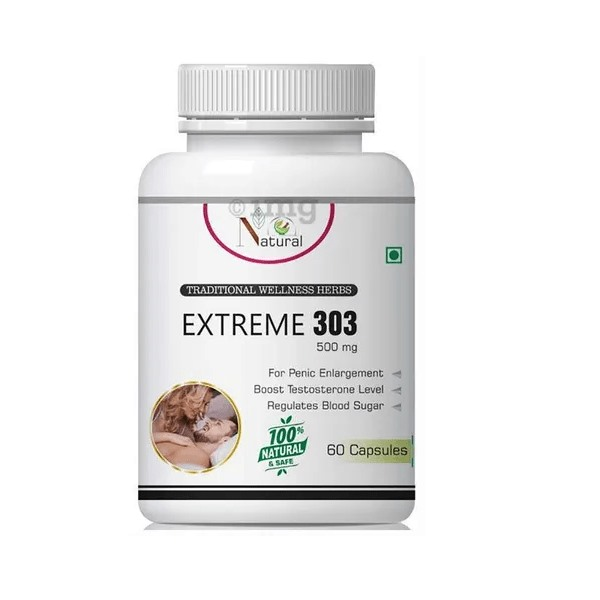 © 1mg
Natural
TRADITIONAL WELLNESS HERBS
EXTREME 303
500 mg
For Penic Enlargement
Boost Testosterone Level
Regulates Blood Sugar
100%
NATURAL
& SAFE
60 Capsules